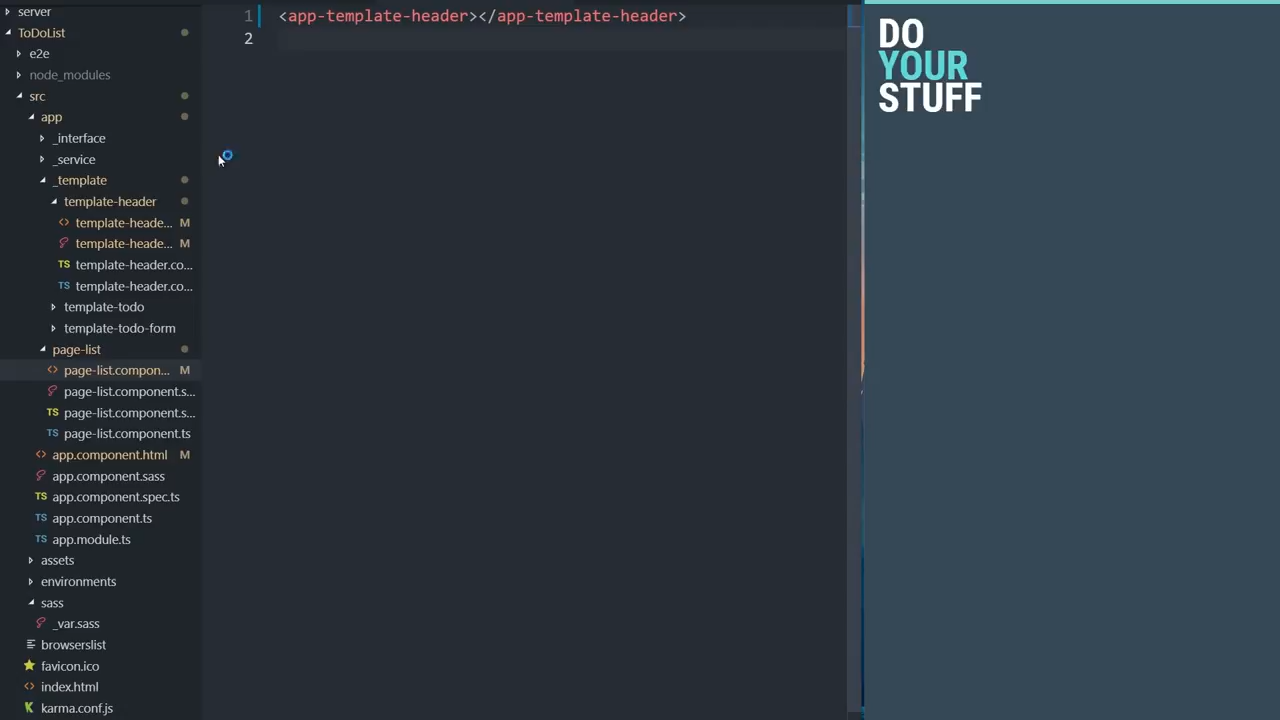 server
ToDoList
e2e
node_modules
src
app
_interface
_service
_template
template-header
template-heade... M
template-heade... M
template-header.co...
template-header.co...
template-todo
template-todo-form
page-list
page-list.compon... M
page-list.component.s...
page-list.component.s...
page-list.component.ts
app.component.html M
app.component.sass
app.component.spec.ts
app.component.ts
app.module.ts
assets
environments
sass
_var.sass
browserslist
favicon.ico
index.html
karma.conf.js
1 <app-template-header></app-template-header>
2
DO
YOUR
STUFF